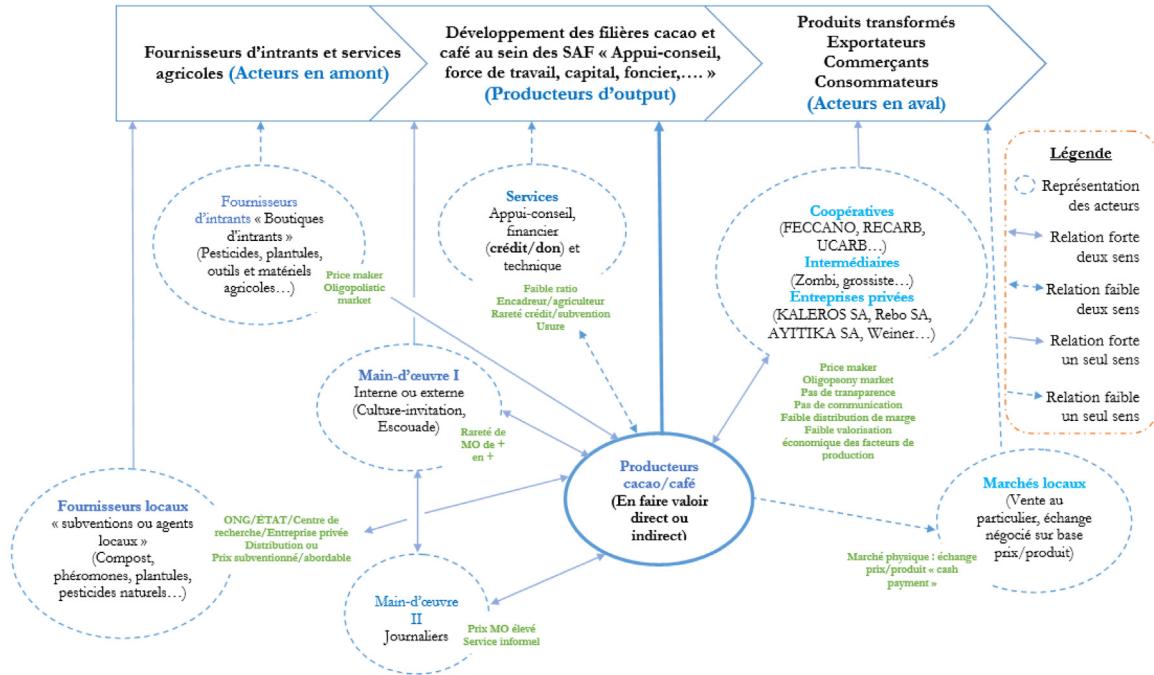 Fournisseurs d'intrants et services
agricoles (Acteurs en amont)
Développement des filières cacao et
café au sein des SAF « Appui-conseil,
force de travail, capital, foncier,…. »
(Producteurs d'output)
Produits transformés
Exportateurs
Commerçants
Consommateurs
(Acteurs en aval)
Fournisseurs
d'intrants « Boutiques
d'intrants »
(Pesticides, plantules,
outils et matériels
agricoles…)
Price maker
Oligopolistic
market
Services
Appui-conseil,
financier
(crédit/don) et
technique
Faible ratio
Encadreur/agriculteur
Rareté crédit/subvention
Usure
Coopératives
(FECCANO, RECARB,
UCARB…)
Intermédiaires
(Zombi, grossiste…)
Entreprises privées
(KALEROS SA, Rebo SA,
AYITIKA SA, Weiner…)
Price maker
Oligopsony market
Pas de transparence
Pas de communication
Faible distribution de marge
Faible valorisation
économique des facteurs de
production
Légende
Représentation
des acteurs
Relation forte
deux sens
Relation faible
deux sens
Relation forte
un seul sens
Relation faible
un seul sens
Main-d'œuvre I
Interne ou externe
(Culture-invitation,
Escouade)
Rareté de
MO de +
en +
Producteurs
cacao/café
(En faire valoir
direct ou
indirect)
Fournisseurs locaux
« subventions ou agents
locaux »
(Compost,
phéromones, plantules,
pesticides naturels…)
ONG/ÉTAT/Centre de
recherche/Entreprise privée
Distribution ou
Prix subventionné/abordable
Main-d'œuvre
II
Journaliers
Prix MO élevé
Service informel
Marchés locaux
(Vente au
particulier, échange
négocié sur base
prix/produit)
Marché physique : échange
prix/produit « cash
payment »